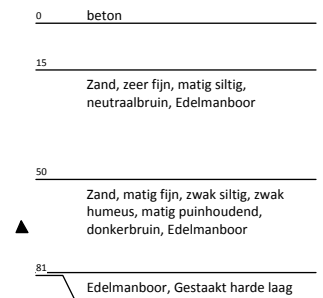 0 beton
15
Zand, zeer fijn, matig siltig,
neutraalbruin, Edelmanboor
50
Zand, matig fijn, zwak siltig, zwak
humeus, matig puinhoudend,
donkerbruin, Edelmanboor
81
Edelmanboor, Gestaakt harde laag